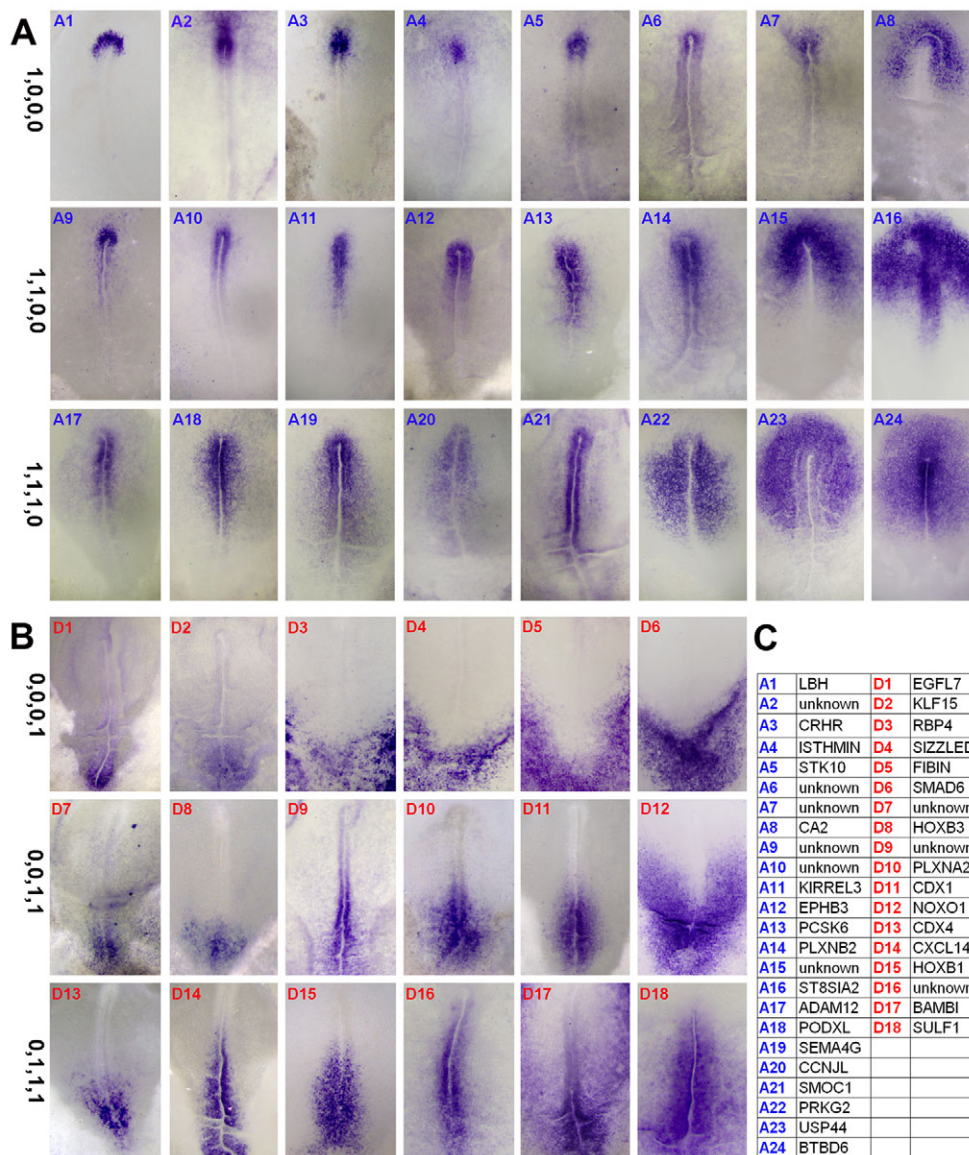 A
1,0,0,0
A1 A2 A3 A4 A5 A6 A7 A8
1,1,0,0
A9 A10 A11 A12 A13 A14 A15 A16
1,1,1,0
A17 A18 A19 A20 A21 A22 A23 A24
B
0,0,0,1
D1 D2 D3 D4 D5 D6
0,0,1,1
D7 D8 D9 D10 D11 D12
0,1,1,1
D13 D14 D15 D16 D17 D18
C
A1 LBH D1 EGFL7
A2 unknown D2 KLF15
A3 CRHR D3 RBP4
A4 ISTHMIN D4 SIZZLED
A5 STK10 D5 FIBIN
A6 unknown D6 SMAD6
A7 unknown D7 unknown
A8 CA2 D8 HOXB3
A9 unknown D9 unknown
A10 unknown D10 PLXNA2
A11 KIRREL3 D11 CDX1
A12 EPHB3 D12 NOXO1
A13 PCSK6 D13 CDX4
A14 PLXNB2 D14 CXCL14
A15 unknown D15 HOXB1
A16 ST8SIA2 D16 unknown
A17 ADAM12 D17 BAMBI
A18 PODXL D18 SULF1
A19 SEMA4G
A20 CCNJL
A21 SMOC1
A22 PRKG2
A23 USP44
A24 BTBD6